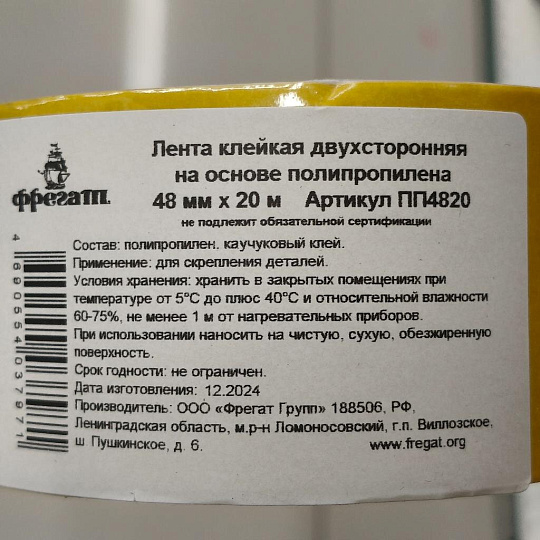 фрегат.
Лента клейкая двухсторонняя
на основе полипропилена
48 мм x 20 м Артикул ПП4820
не подлежит обязательной сертификации
Состав: полипропилен. каучуковый клей.
Применение: для скрепления деталей.
Условия хранения: хранить в закрытых помещениях при
температуре от 5°С до плюс 40°С и относительной влажности
60-75%, не менее 1 м от нагревательных приборов.
При использовании наносить на чистую, сухую, обезжиренную
поверхность.
Срок годности: не ограничен.
Дата изготовления: 12.2024
Производитель: ООО «Фрегат Групп» 188506, РФ,
Ленинградская область, м.р-н Ломоносовский, г.п. Виллозское,
ш Пушкинское, д. 6.
www.fregat.org
4 690554 037971